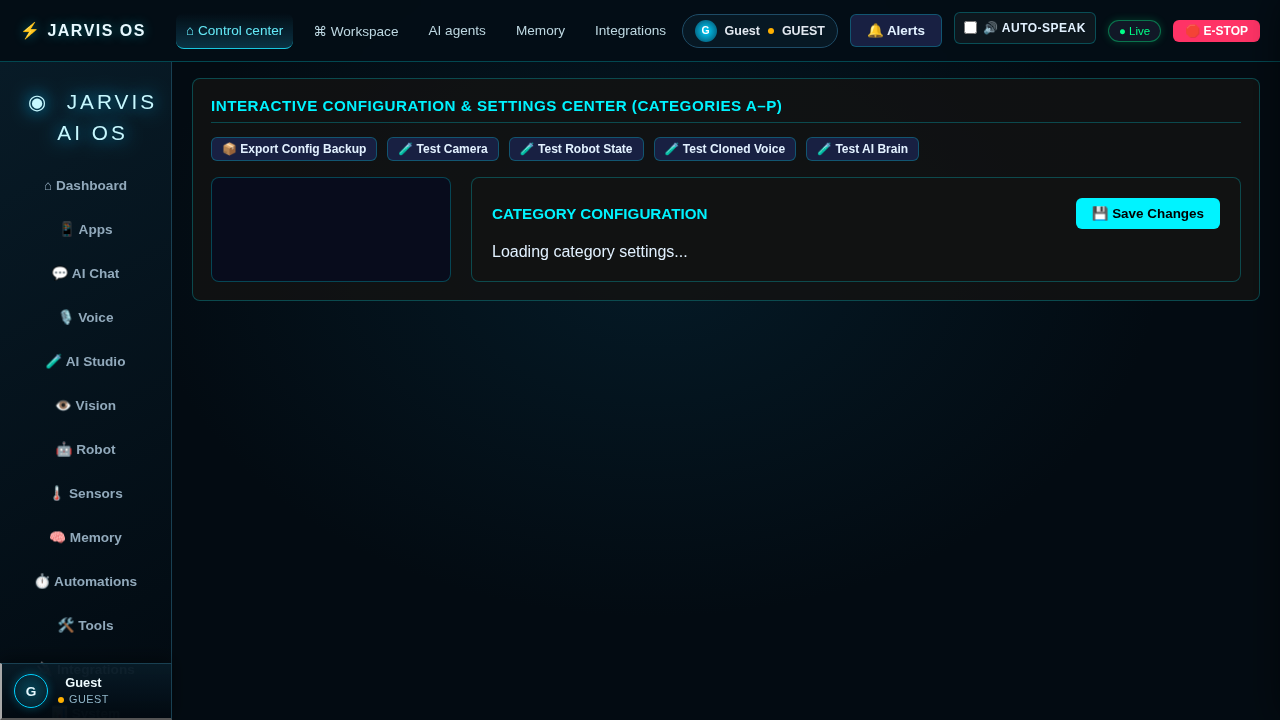 ⚡ JARVIS OS
⌂ Control center
⌘ Workspace
AI agents
Memory
Integrations
G Guest GUEST
🔔 Alerts
🔊 AUTO-SPEAK
● Live
🛑 E-STOP
◉ JARVIS
AI OS
⌂ Dashboard
📱 Apps
💬 AI Chat
🎙️ Voice
🧪 AI Studio
👁️ Vision
🤖 Robot
🌡️ Sensors
🧠 Memory
⏱️ Automations
🛠️ Tools
Integrations
G Guest
GUEST
INTERACTIVE CONFIGURATION & SETTINGS CENTER (CATEGORIES A–P)
📦 Export Config Backup
🧪 Test Camera
🧪 Test Robot State
🧪 Test Cloned Voice
🧪 Test AI Brain
CATEGORY CONFIGURATION
💾 Save Changes
Loading category settings...